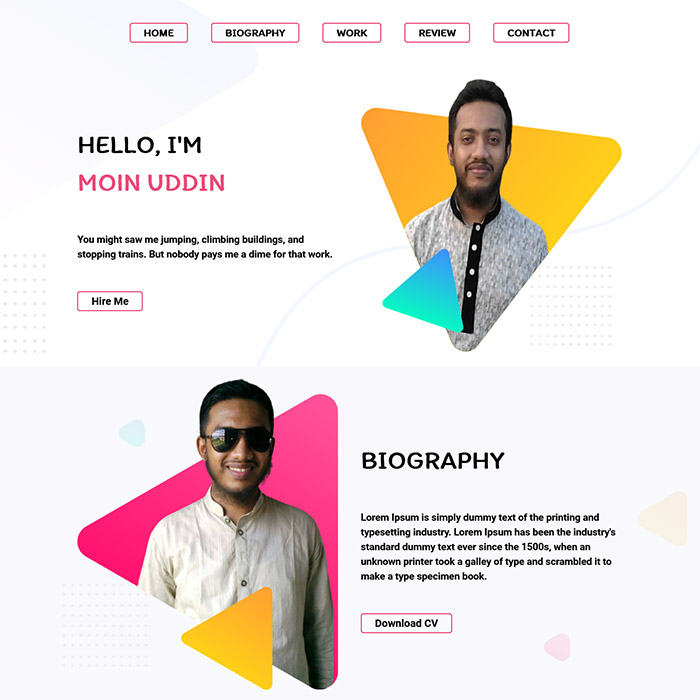 HOME BIOGRAPHY WORK REVIEW CONTACT
HELLO, I'M
MOIN UDDIN
You might saw me jumping, climbing buildings, and
stopping trains. But nobody pays me a dime for that work.
Hire Me
BIOGRAPHY
Lorem Ipsum is simply dummy text of the printing and
typesetting industry. Lorem Ipsum has been the industry's
standard dummy text ever since the 1500s, when an
unknown printer took a galley of type and scrambled it to
make a type specimen book.
Download CV